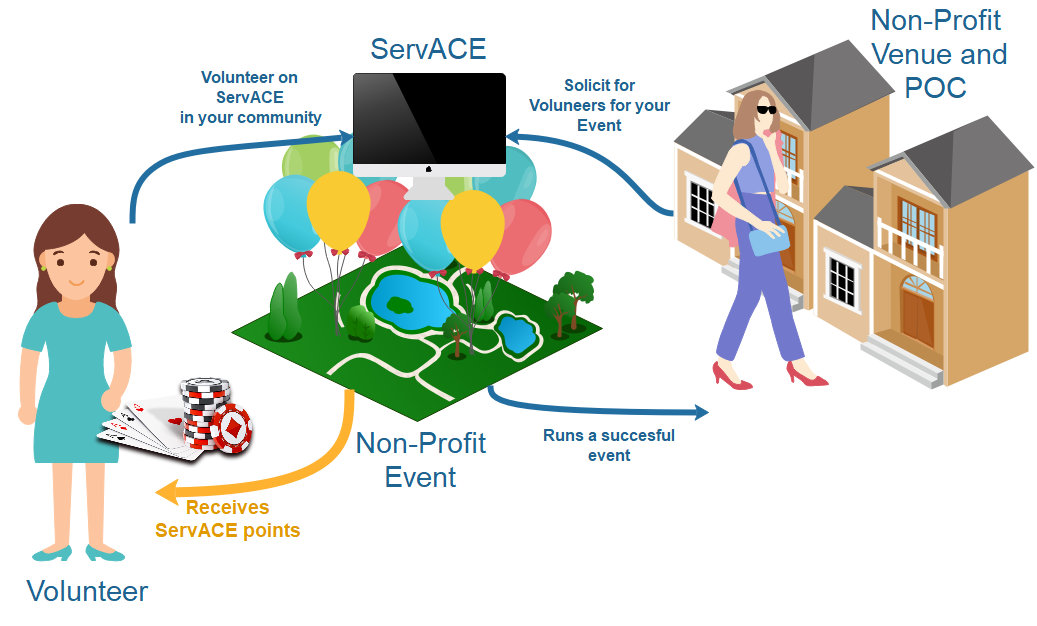 Non-Profit
Venue and
POC
ServACE
Volunteer on
ServACE
in your community
Solicit for
Voluneers for your
Event
Non-Profit
Event
Runs a succesful
event
Receives
ServACE points
Volunteer